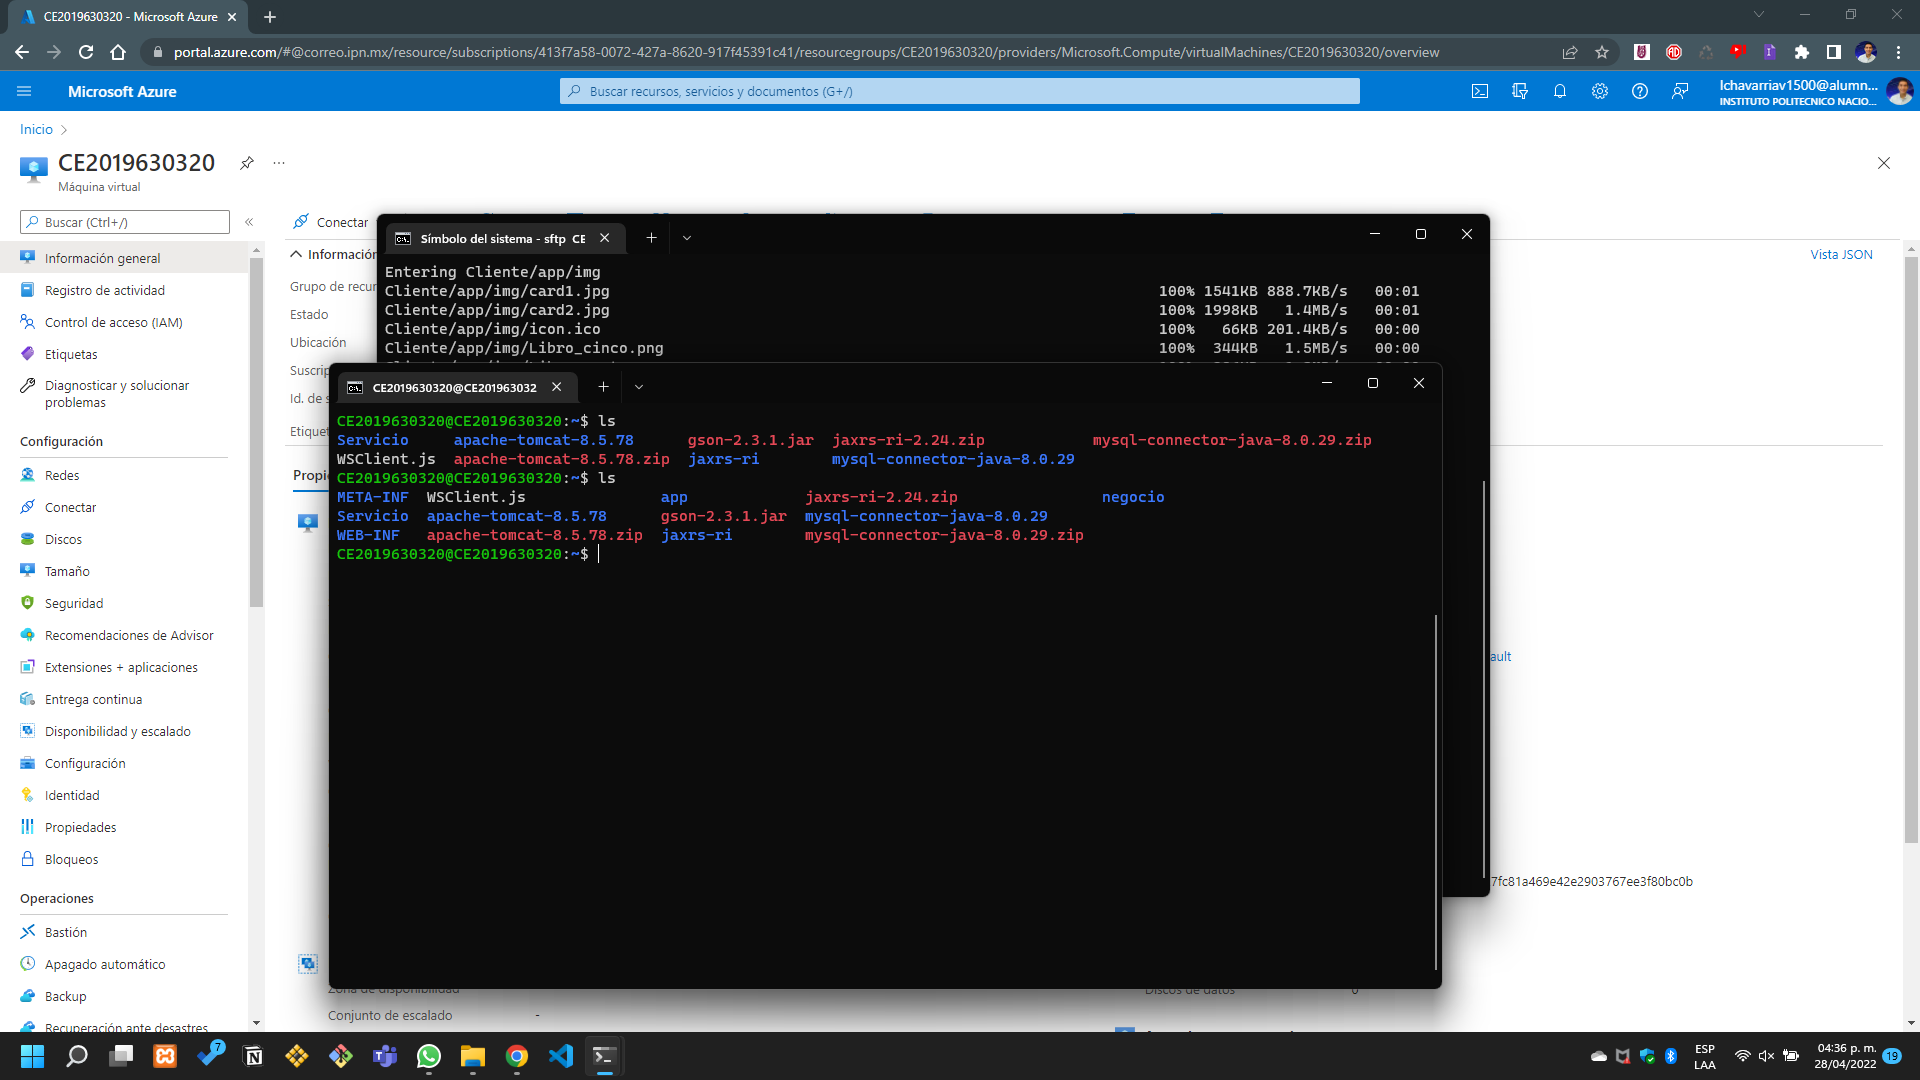 CE2019630320 - Microsoft Azure
portal.azure.com/#@correo.ipn.mx/resource/subscriptions/413f7a58-0072-427a-8620-917f45391c41/resourcegroups/CE2019630320/providers/Microsoft.Compute/virtualMachines/CE2019630320/overview
Microsoft Azure
Buscar recursos, servicios y documentos (G+/)
lchavarriav1500@alumn...
INSTITUTO POLITECNICO NACIO...
Inicio
CE2019630320
Máquina virtual
Buscar (Ctrl+/)
Conectar
Información general
Registro de actividad
Control de acceso (IAM)
Etiquetas
Diagnosticar y solucionar
problemas
Configuración
Redes
Conectar
Discos
Tamaño
Seguridad
Recomendaciones de Advisor
Extensiones + aplicaciones
Entrega continua
Disponibilidad y escalado
Configuración
Identidad
Propiedades
Bloqueos
Operaciones
Bastión
Apagado automático
Backup
Recuperación ante desastres
Información
Vista JSON
Grupo de recur
Estado
Ubicación
Suscrip
Id. de s
Etiquet
Propi
Símbolo del sistema - sftp CE
Entering Cliente/app/img
Cliente/app/img/card1.jpg 100% 1541KB 888.7KB/s 00:01
Cliente/app/img/card2.jpg 100% 1998KB 1.4MB/s 00:01
Cliente/app/img/icon.ico 100% 66KB 201.4KB/s 00:00
Cliente/app/img/Libro_cinco.png 100% 344KB 1.5MB/s 00:00
CE2019630320@CE201963032
CE2019630320@CE2019630320:~$ ls
Servicio apache-tomcat-8.5.78 gson-2.3.1.jar jaxrs-ri-2.24.zip mysql-connector-java-8.0.29.zip
WSClient.js apache-tomcat-8.5.78.zip jaxrs-ri mysql-connector-java-8.0.29
CE2019630320@CE2019630320:~$ ls
META-INF WSClient.js app jaxrs-ri-2.24.zip negocio
Servicio apache-tomcat-8.5.78 gson-2.3.1.jar mysql-connector-java-8.0.29
WEB-INF apache-tomcat-8.5.78.zip jaxrs-ri mysql-connector-java-8.0.29.zip
CE2019630320@CE2019630320:~$
ault
7fc81a469e42e2903767ee3f80bc0b
Zona de disponibilidad
Discos de datos 0
Conjunto de escalado -
7
ESP
LAA
04:36 p. m.
28/04/2022
19